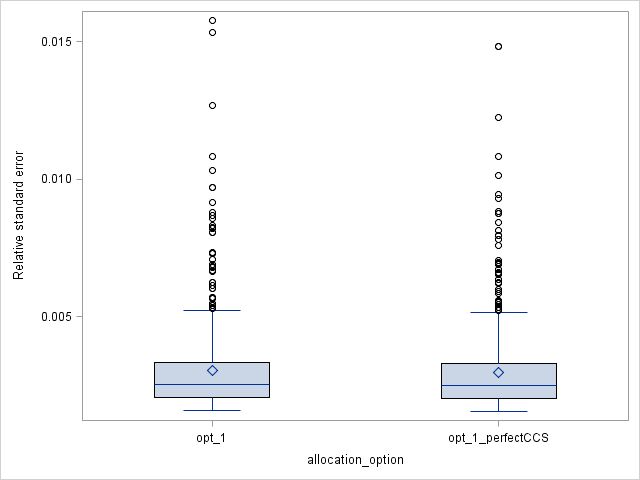 0.015
0.010
0.005
Relative standard error
opt_1
opt_1_perfectCCS
allocation_option